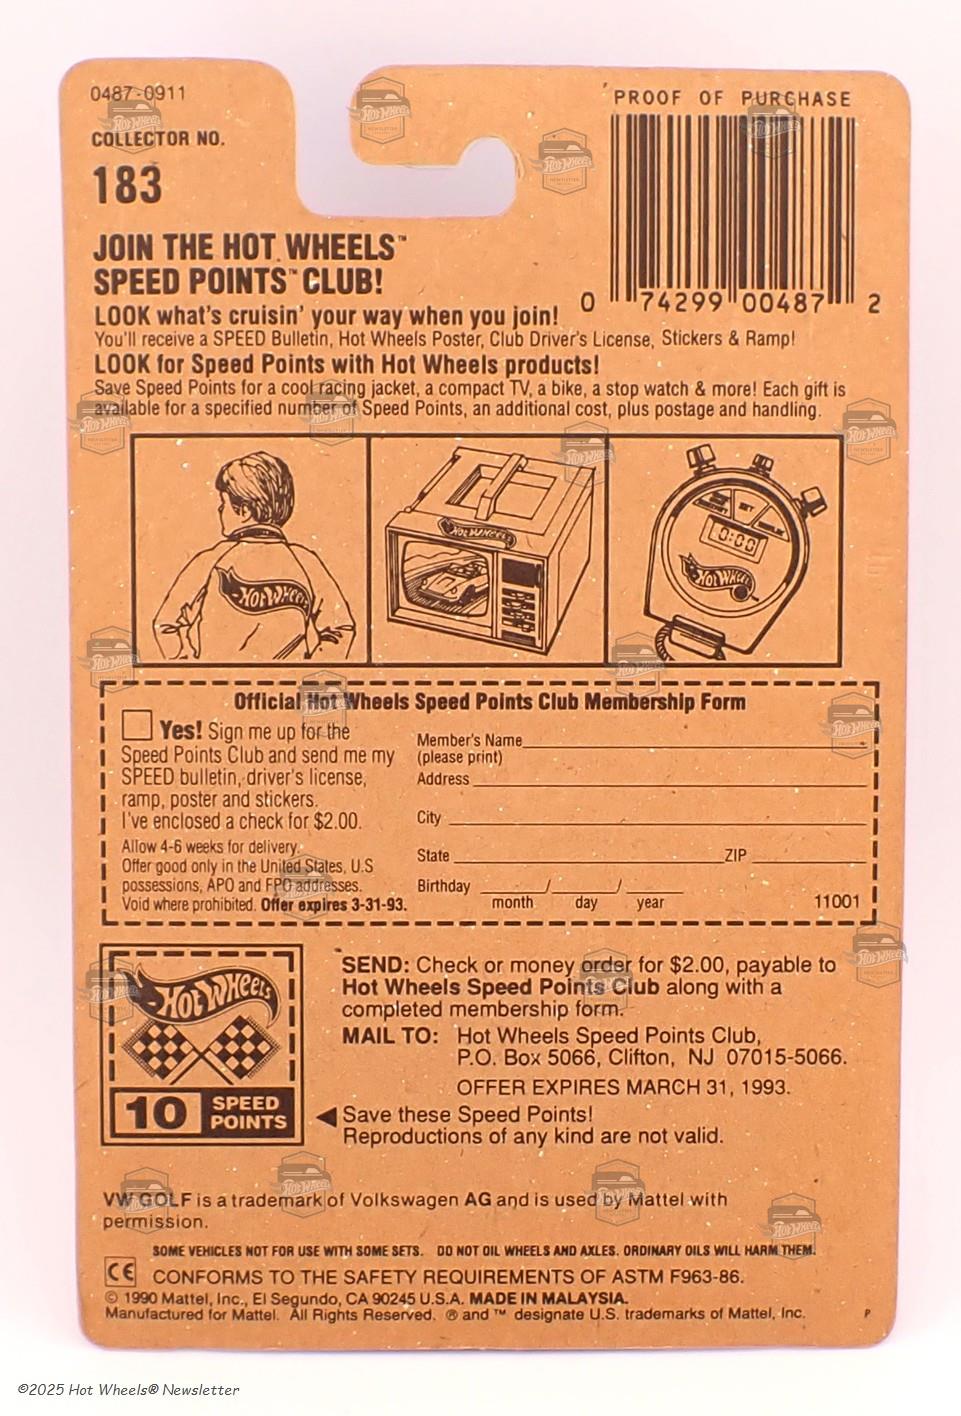 0487-0911
PROOF OF PURCHASE
COLLECTOR NO.
183
0 74299 00487 2
JOIN THE HOT WHEELS™
SPEED POINTS™ CLUB!
LOOK what's cruisin' your way when you join!
You'll receive a SPEED Bulletin, Hot Wheels Poster, Club Driver's License, Stickers & Ramp!
LOOK for Speed Points with Hot Wheels products!
Save Speed Points for a cool racing jacket, a compact TV, a bike, a stop watch & more! Each gift is
available for a specified number of Speed Points, an additional cost, plus postage and handling.
HOT WHEELS
HOT WHEELS
SET
0:00
HOT WHEELS
Official Hot Wheels Speed Points Club Membership Form
Yes! Sign me up for the
Speed Points Club and send me my
SPEED bulletin, driver's license,
ramp, poster and stickers.
I've enclosed a check for $2.00.
Allow 4-6 weeks for delivery.
Offer good only in the United States, U.S
possessions, APO and FPO addresses.
Void where prohibited. Offer expires 3-31-93.
Member's Name
(please print)
Address
City
State ZIP
Birthday / /
month day year
11001
HOT WHEELS
10 SPEED
POINTS
SEND: Check or money order for $2.00, payable to
Hot Wheels Speed Points Club along with a
completed membership form.
MAIL TO: Hot Wheels Speed Points Club,
P.O. Box 5066, Clifton, NJ 07015-5066.
OFFER EXPIRES MARCH 31, 1993.
Save these Speed Points!
Reproductions of any kind are not valid.
VW GOLF is a trademark of Volkswagen AG and is used by Mattel with
permission.
SOME VEHICLES NOT FOR USE WITH SOME SETS. DO NOT OIL WHEELS AND AXLES. ORDINARY OILS WILL HARM THEM.
CE CONFORMS TO THE SAFETY REQUIREMENTS OF ASTM F963-86.
© 1990 Mattel, Inc., El Segundo, CA 90245 U.S.A. MADE IN MALAYSIA.
Manufactured for Mattel. All Rights Reserved. ® and ™ designate U.S. trademarks of Mattel, Inc. P
©2025 Hot Wheels® Newsletter